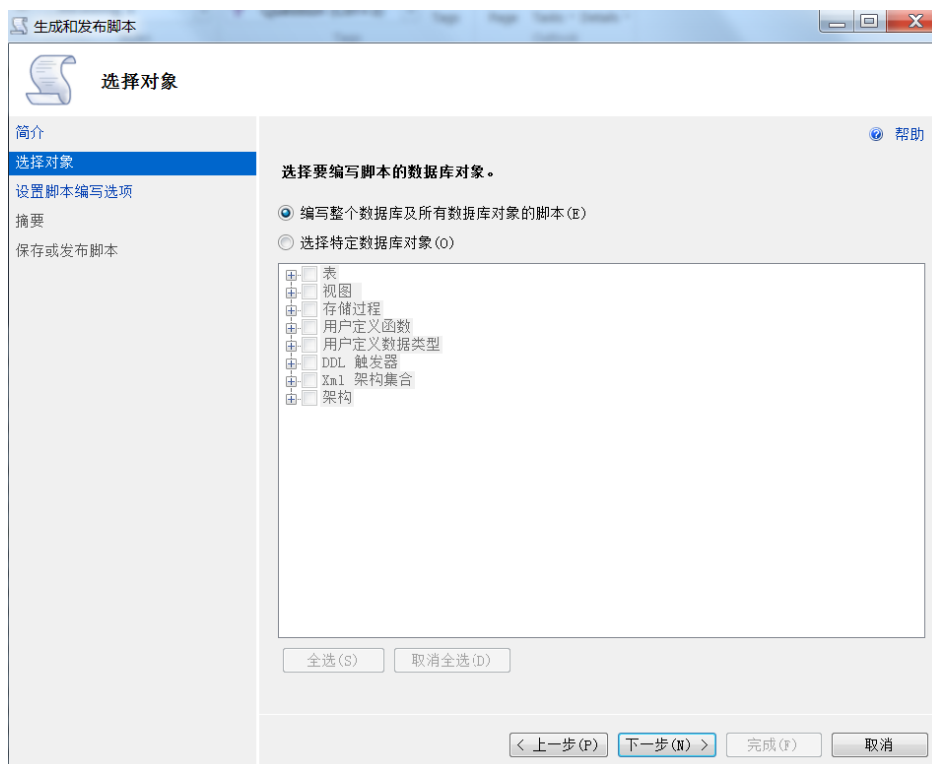 生成和发布脚本
选择对象
简介
选择对象
设置脚本编写选项
摘要
保存或发布脚本
帮助
选择要编写脚本的数据库对象。
编写整个数据库及所有数据库对象的脚本(E)
选择特定数据库对象(O)
表
视图
存储过程
用户定义函数
用户定义数据类型
DDL 触发器
Xml 架构集合
架构
全选(S) 取消全选(D)
< 上一步(P) 下一步(N) > 完成(F) 取消